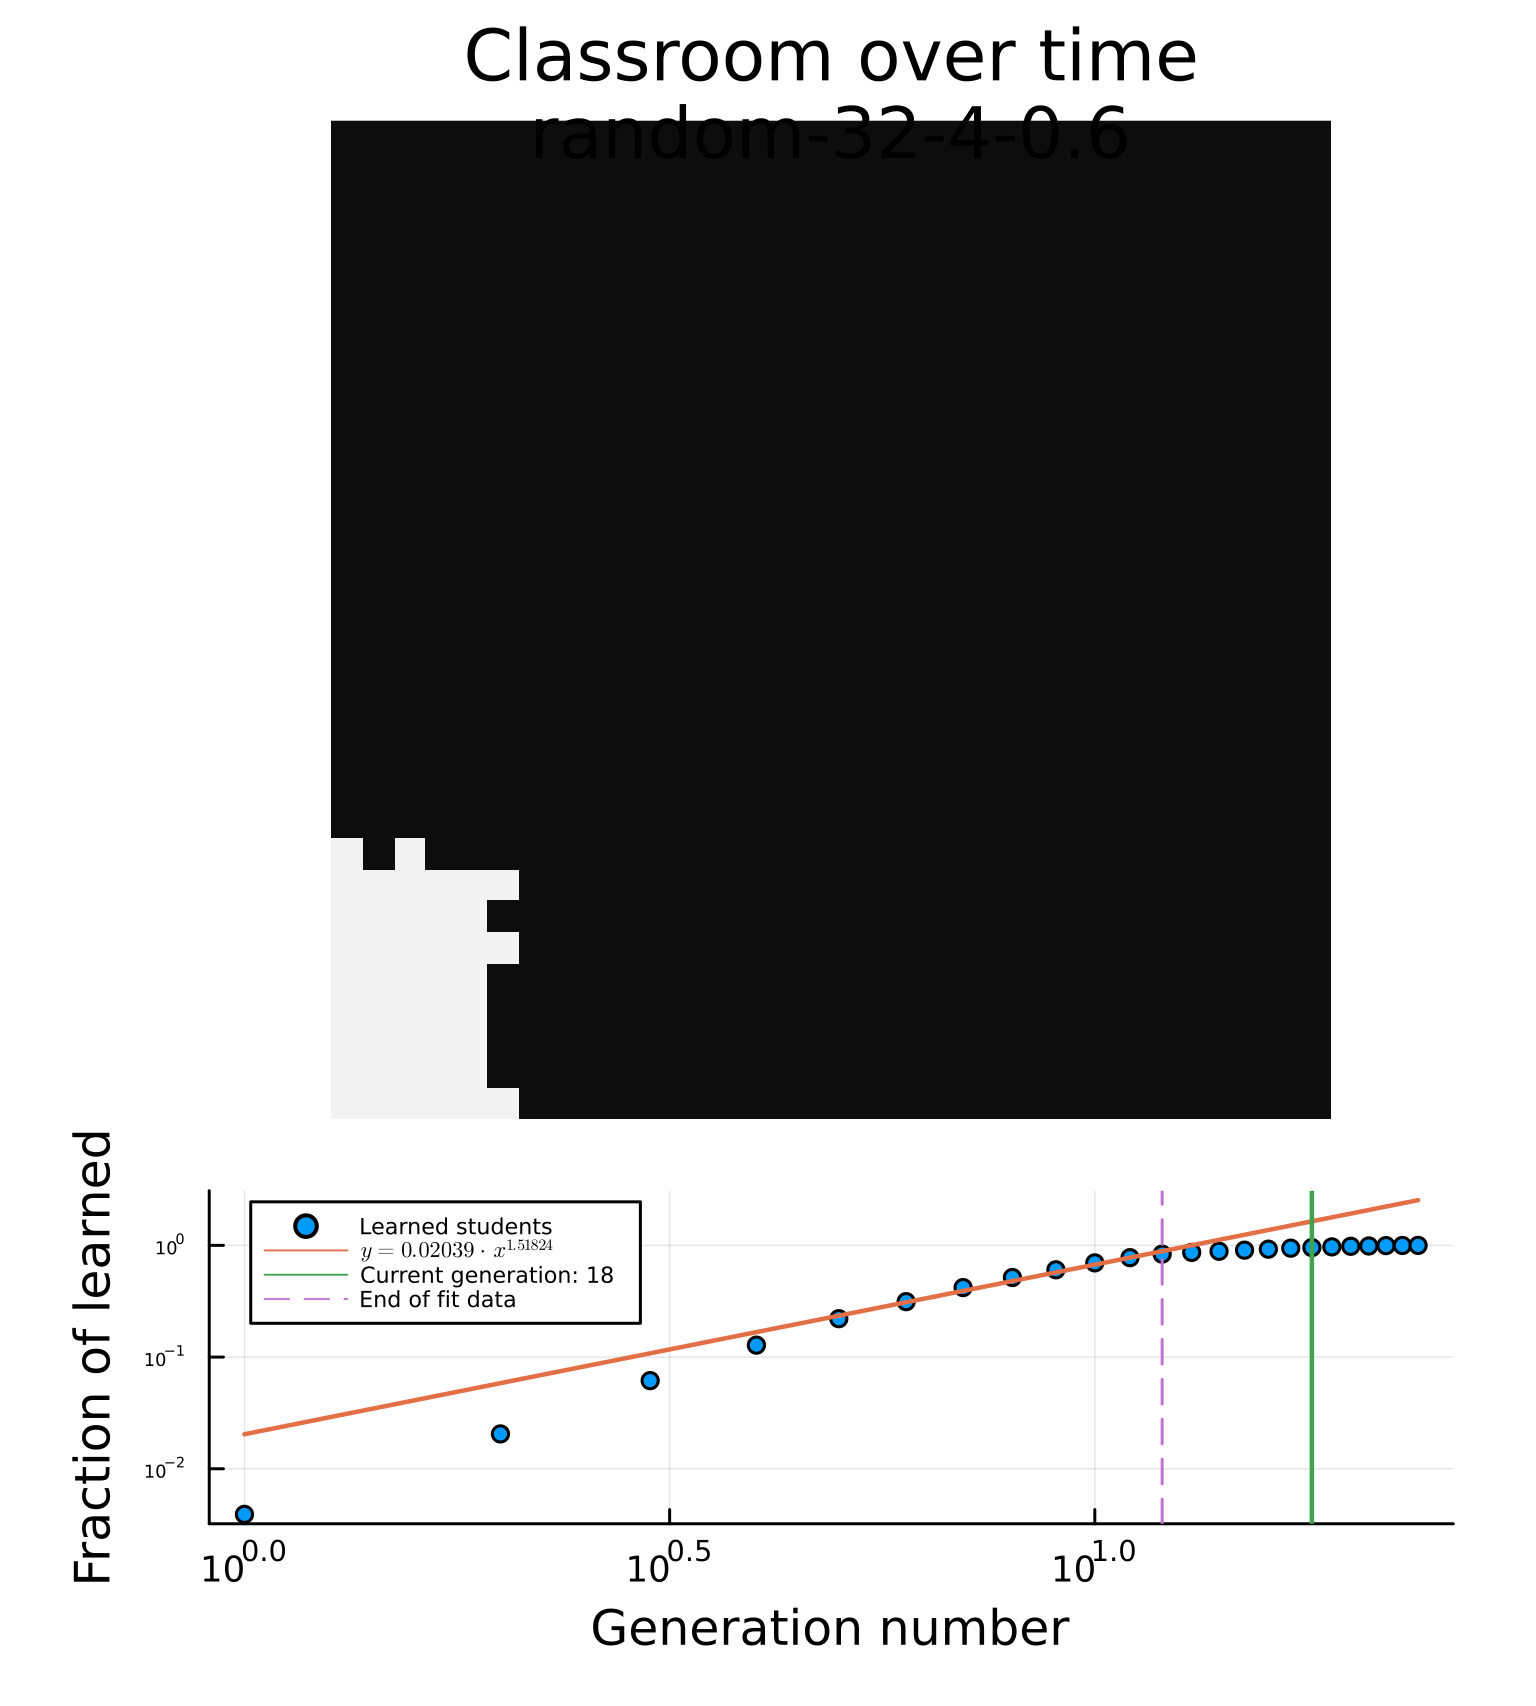 Classroom over time
random-32-4-0.6
Learned students
y = 0.02039 · x^1.51824
Current generation: 18
End of fit data
10^0
10^−1
10^−2
Fraction of learned
10^0.0
10^0.5
10^1.0
Generation number